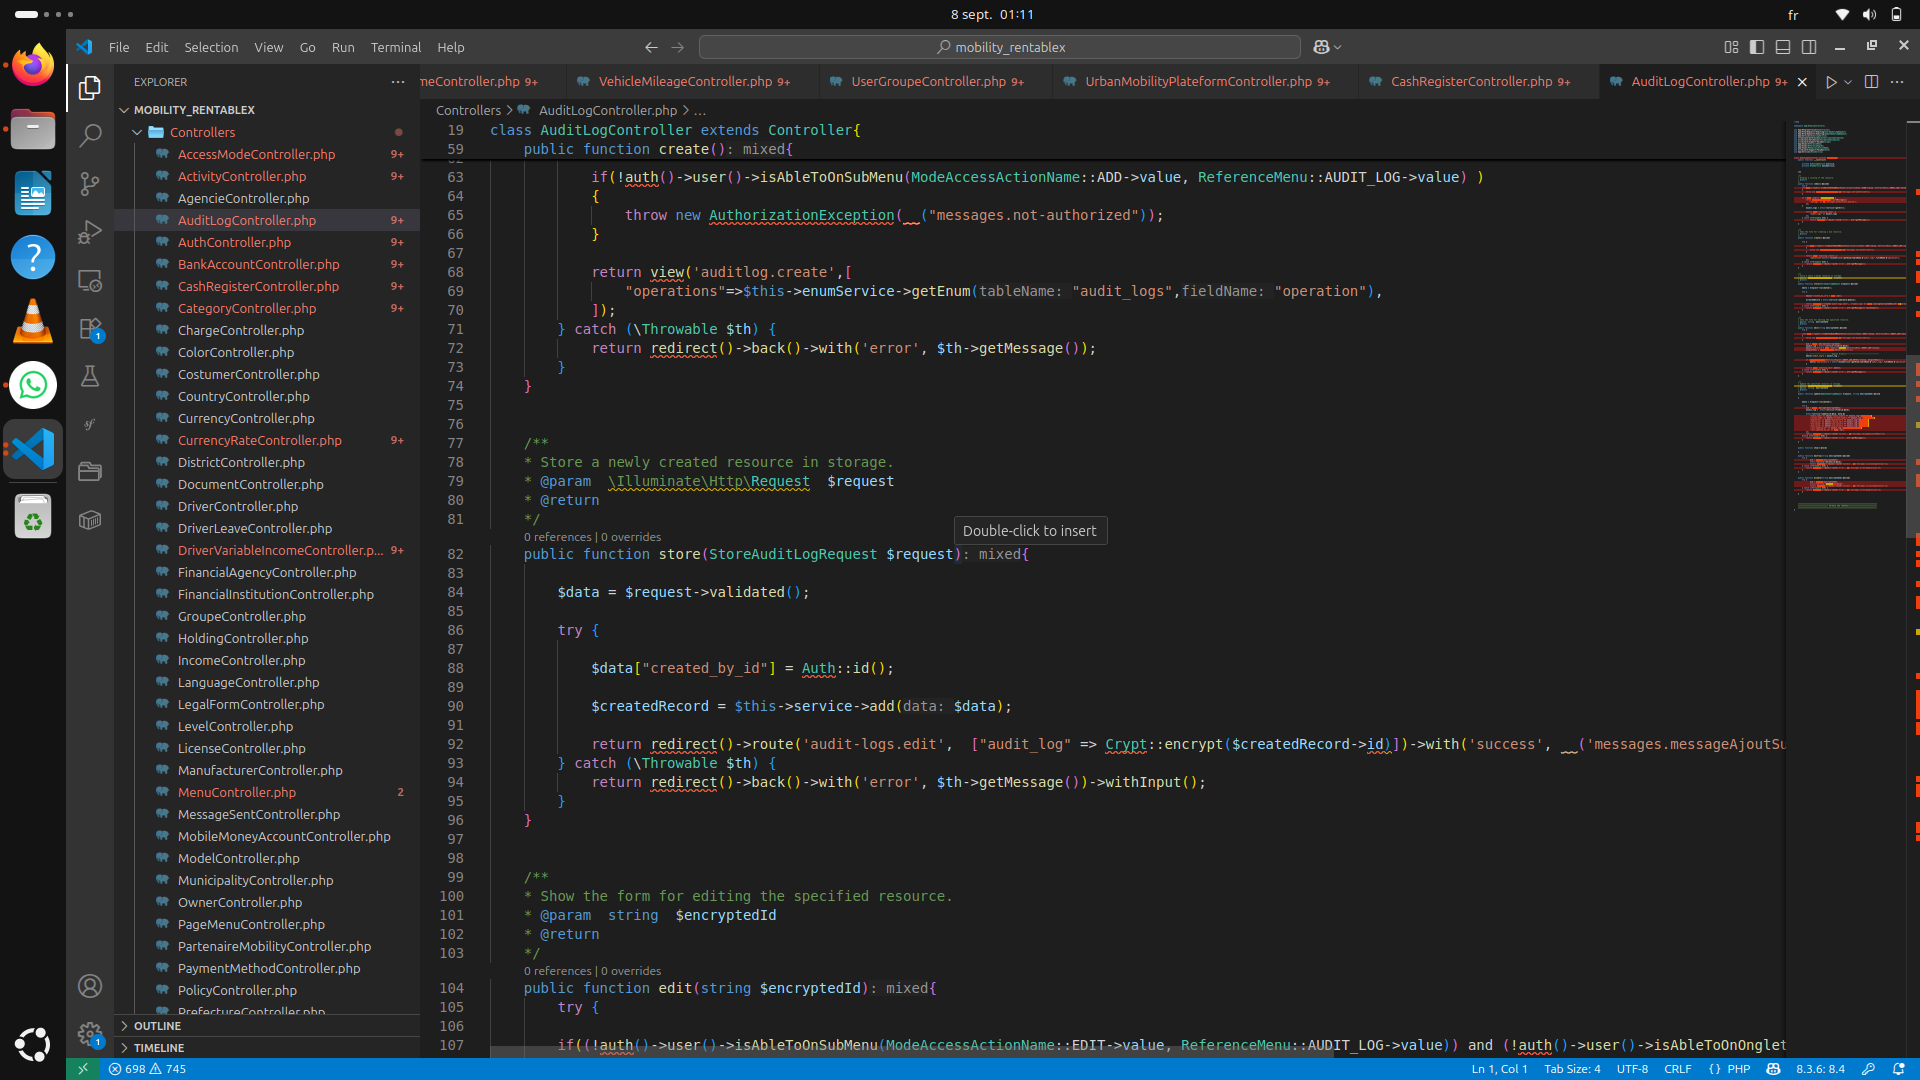 8 sept. 01:11
fr
File Edit Selection View Go Run Terminal Help
mobility_rentablex
EXPLORER
MOBILITY_RENTABLEX
Controllers
AccessModeController.php 9+
ActivityController.php 9+
AgencieController.php
AuditLogController.php 9+
AuthController.php 9+
BankAccountController.php 9+
CashRegisterController.php 9+
CategoryController.php 9+
ChargeController.php
ColorController.php
CostumerController.php
CountryController.php
CurrencyController.php
CurrencyRateController.php 9+
DistrictController.php
DocumentController.php
DriverController.php
DriverLeaveController.php
DriverVariableIncomeController.p... 9+
FinancialAgencyController.php
FinancialInstitutionController.php
GroupeController.php
HoldingController.php
IncomeController.php
LanguageController.php
LegalFormController.php
LevelController.php
LicenseController.php
ManufacturerController.php
MenuController.php 2
MessageSentController.php
MobileMoneyAccountController.php
ModelController.php
MunicipalityController.php
OwnerController.php
PageMenuController.php
PartenaireMobilityController.php
PaymentMethodController.php
PolicyController.php
PrefectureController.php
OUTLINE
TIMELINE
meController.php 9+ VehicleMileageController.php 9+ UserGroupeController.php 9+ UrbanMobilityPlateformController.php 9+ CashRegisterController.php 9+ AuditLogController.php 9+
Controllers > AuditLogController.php > ...
19 class AuditLogController extends Controller{
59 public function create(): mixed{
63 if(!auth()->user()->isAbleToOnSubMenu(ModeAccessActionName::ADD->value, ReferenceMenu::AUDIT_LOG->value) )
64 {
65 throw new AuthorizationException(__("messages.not-authorized"));
66 }
67
68 return view('auditlog.create',[
69 "operations"=>$this->enumService->getEnum(tableName: "audit_logs",fieldName: "operation"),
70 ]);
71 } catch (\Throwable $th) {
72 return redirect()->back()->with('error', $th->getMessage());
73 }
74 }
75
76
77 /**
78 * Store a newly created resource in storage.
79 * @param \Illuminate\Http\Request $request
80 * @return
81 */
Double-click to insert
0 references | 0 overrides
82 public function store(StoreAuditLogRequest $request): mixed{
83
84 $data = $request->validated();
85
86 try {
87
88 $data["created_by_id"] = Auth::id();
89
90 $createdRecord = $this->service->add(data: $data);
91
92 return redirect()->route('audit-logs.edit', ["audit_log" => Crypt::encrypt($createdRecord->id)])->with('success', __('messages.messageAjoutSu
93 } catch (\Throwable $th) {
94 return redirect()->back()->with('error', $th->getMessage())->withInput();
95 }
96 }
97
98
99 /**
100 * Show the form for editing the specified resource.
101 * @param string $encryptedId
102 * @return
103 */
0 references | 0 overrides
104 public function edit(string $encryptedId): mixed{
105 try {
106
107 if((!auth()->user()->isAbleToOnSubMenu(ModeAccessActionName::EDIT->value, ReferenceMenu::AUDIT_LOG->value)) and (!auth()->user()->isAbleToOnOnglet
698 745 Ln 1, Col 1 Tab Size: 4 UTF-8 CRLF {} PHP 8.3.6: 8.4